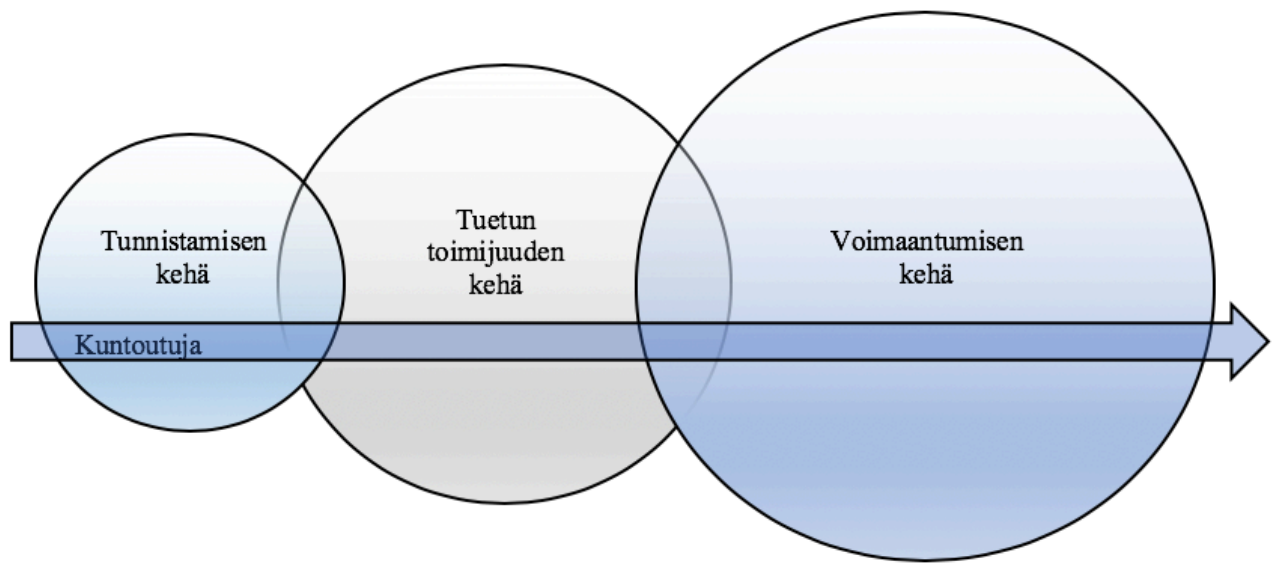 Tunnistamisen
kehä
Tuetun
toimijuuden
kehä
Voimaantumisen
kehä
Kuntoutuja